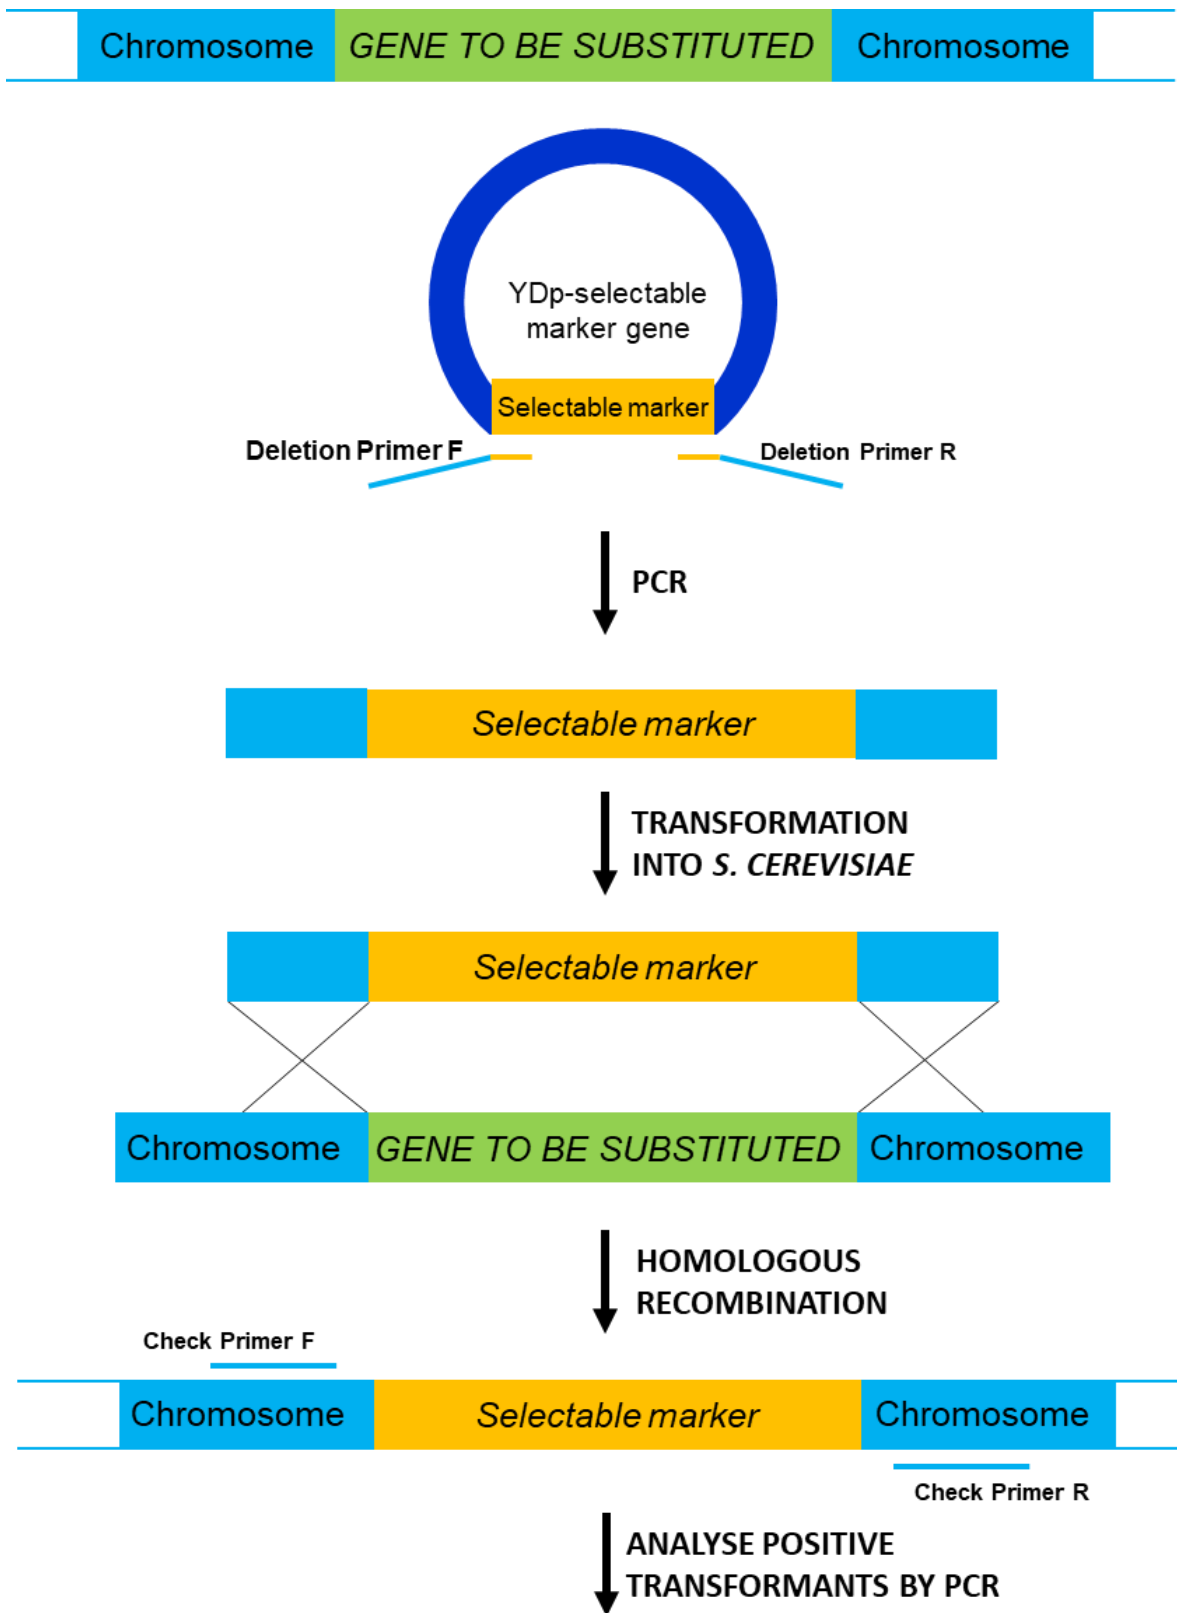 Chromosome GENE TO BE SUBSTITUTED Chromosome
YDp-selectable
marker gene
Selectable marker
Deletion Primer F
Deletion Primer R
PCR
Selectable marker
TRANSFORMATION
INTO S. CEREVISIAE
Selectable marker
Chromosome GENE TO BE SUBSTITUTED Chromosome
HOMOLOGOUS
RECOMBINATION
Check Primer F
Chromosome Selectable marker Chromosome
Check Primer R
ANALYSE POSITIVE
TRANSFORMANTS BY PCR